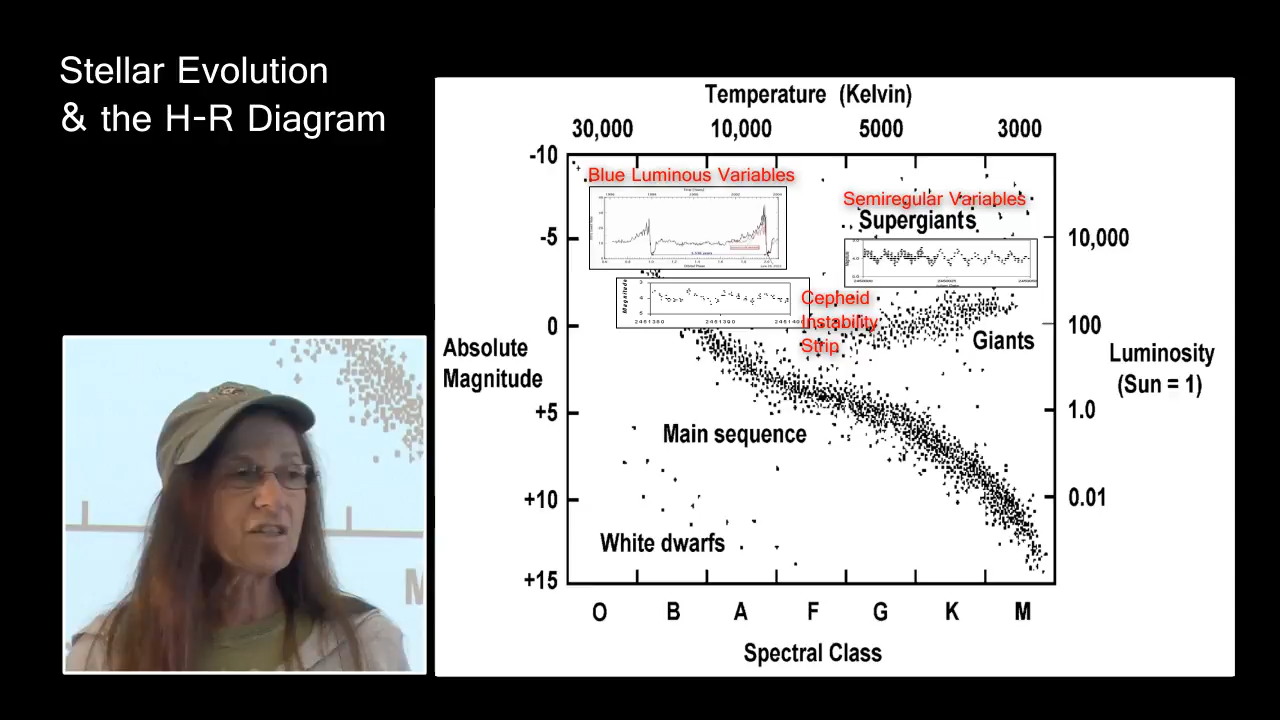 Stellar Evolution
& the H-R Diagram
Temperature (Kelvin)
30,000 10,000 5000 3000
-10
Blue Luminous Variables
Semiregular Variables
Supergiants
-5
10,000
Magnitude
Cepheid
Instability
Strip
0
100
Giants
Absolute
Magnitude
Luminosity
(Sun = 1)
+5
1.0
Main sequence
+10
0.01
White dwarfs
+15
O B A F G K M
Spectral Class
M